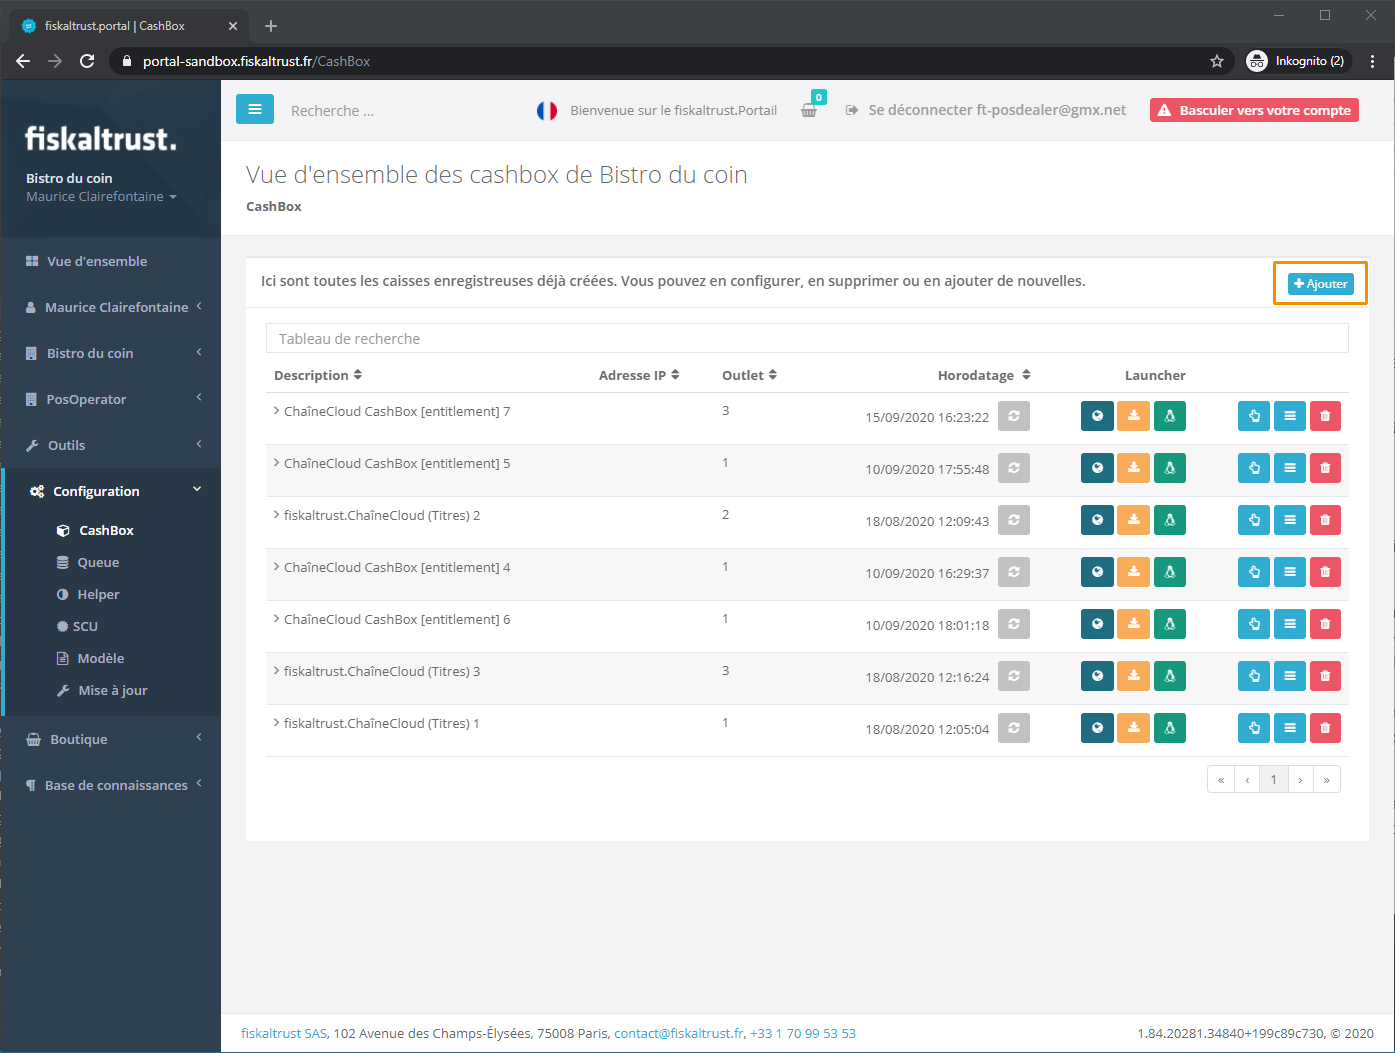 fiskaltrust.portal | CashBox
portal-sandbox.fiskaltrust.fr/CashBox
Inkognito (2)
fiskaltrust.
Bistro du coin
Maurice Clairefontaine
Recherche ...
Bienvenue sur le fiskaltrust.Portail
0
Se déconnecter ft-posdealer@gmx.net
Basculer vers votre compte
Vue d'ensemble des cashbox de Bistro du coin
CashBox
Vue d'ensemble
Maurice Clairefontaine
Bistro du coin
PosOperator
Outils
Configuration
CashBox
Queue
Helper
SCU
Modèle
Mise à jour
Boutique
Base de connaissances
Ici sont toutes les caisses enregistreuses déjà créées. Vous pouvez en configurer, en supprimer ou en ajouter de nouvelles.
+ Ajouter
Tableau de recherche
Description Adresse IP Outlet Horodatage Launcher
> ChaîneCloud CashBox [entitlement] 7 3 15/09/2020 16:23:22
> ChaîneCloud CashBox [entitlement] 5 1 10/09/2020 17:55:48
> fiskaltrust.ChaîneCloud (Titres) 2 2 18/08/2020 12:09:43
> ChaîneCloud CashBox [entitlement] 4 1 10/09/2020 16:29:37
> ChaîneCloud CashBox [entitlement] 6 1 10/09/2020 18:01:18
> fiskaltrust.ChaîneCloud (Titres) 3 3 18/08/2020 12:16:24
> fiskaltrust.ChaîneCloud (Titres) 1 1 18/08/2020 12:05:04
« ‹ 1 › »
fiskaltrust SAS, 102 Avenue des Champs-Élysées, 75008 Paris, contact@fiskaltrust.fr, +33 1 70 99 53 53
1.84.20281.34840+199c89c730, © 2020